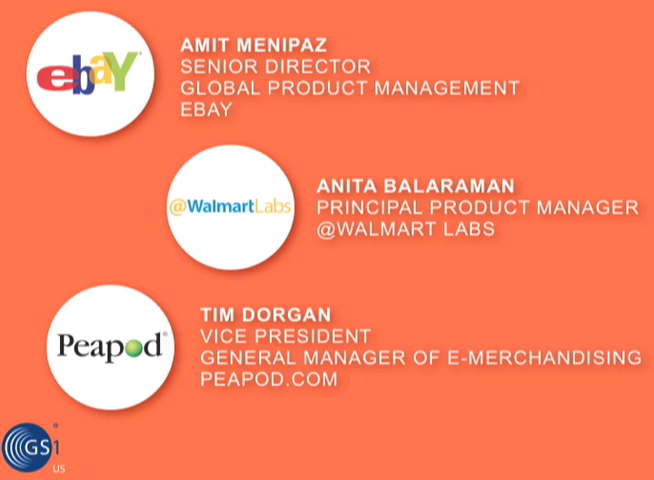 ebaY
AMIT MENIPAZ
SENIOR DIRECTOR
GLOBAL PRODUCT MANAGEMENT
EBAY
@WalmartLabs
ANITA BALARAMAN
PRINCIPAL PRODUCT MANAGER
@WALMART LABS
Peapod®
TIM DORGAN
VICE PRESIDENT
GENERAL MANAGER OF E-MERCHANDISING
PEAPOD.COM
GS1
US